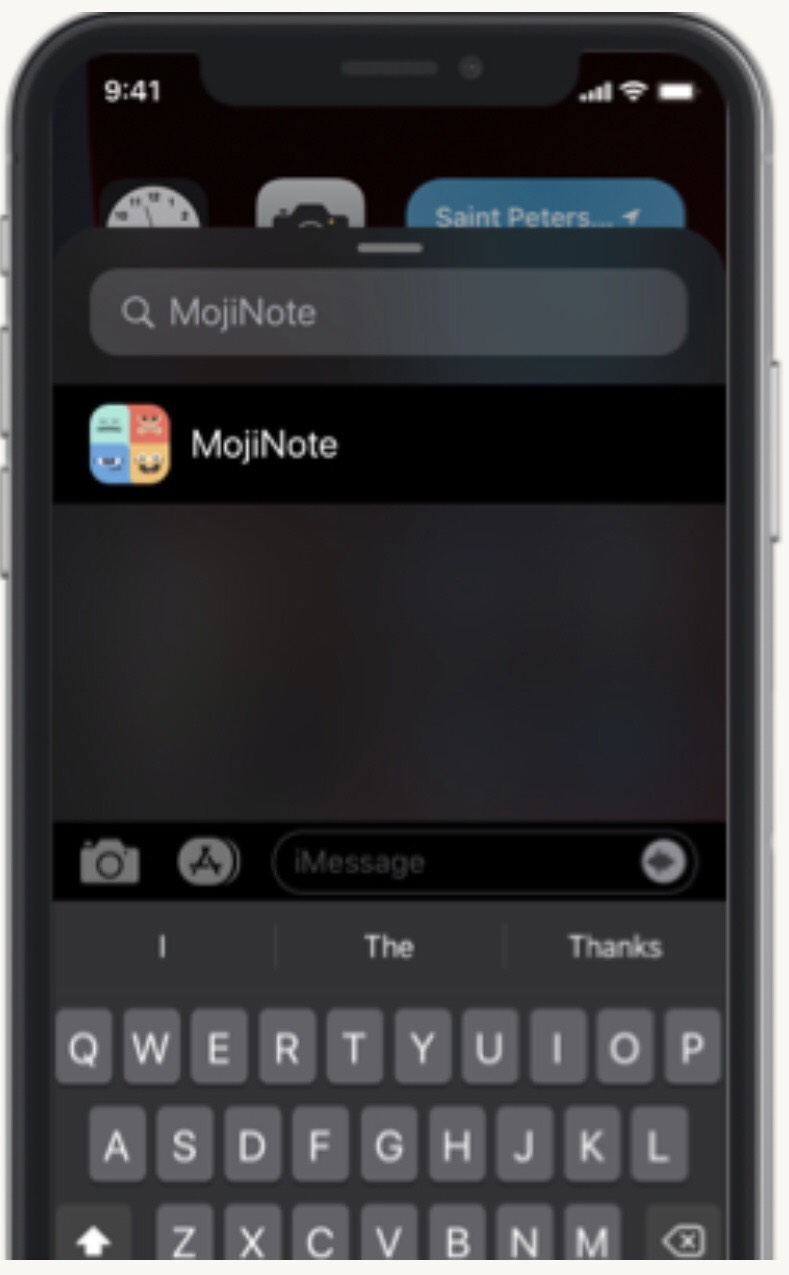 9:41
Saint Peters...
MojiNote
MojiNote
iMessage
I The Thanks
Q W E R T Y U I O P
A S D F G H J K L
Z X C V B N M